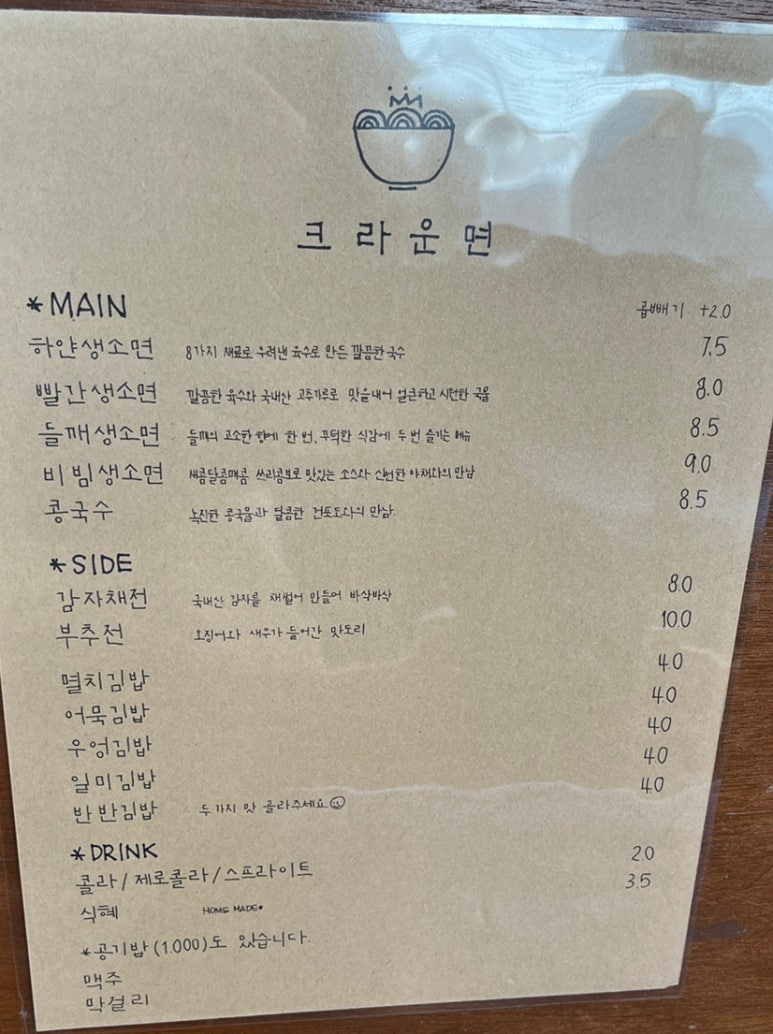 크라운면
*MAIN 곱빼기 +2.0
하얀생소면 8가지 재료로 우려낸 육수로 만든 깔끔한 국수 7.5
빨간생소면 깔끔한 육수와 국내산 고추가루로 맛을내어 얼큰하고 시원한 국물 8.0
들깨생소면 들깨의 고소한 향에 한 번, 꾸덕한 식감에 두 번 즐기는 메뉴 8.5
비빔생소면 새콤달콤매콤 쓰리콤보로 맛있는 소스와 신선한 야채와의 만남 9.0
콩국수 녹진한 콩국물과 달콤한 건토마토와의 만남. 8.5
*SIDE
감자채전 국내산 감자를 채썰어 만들어 바삭바삭 8.0
부추전 오징어와 새우가 들어간 맛도리 10.0
멸치김밥 4.0
어묵김밥 4.0
우엉김밥 4.0
일미김밥 4.0
반반김밥 두가지 맛 골라주세요 4.0
*DRINK
콜라/제로콜라/스프라이트 2.0
식혜 HOME MADE* 3.5
*공기밥(1.000)도 있습니다.
맥주
막걸리